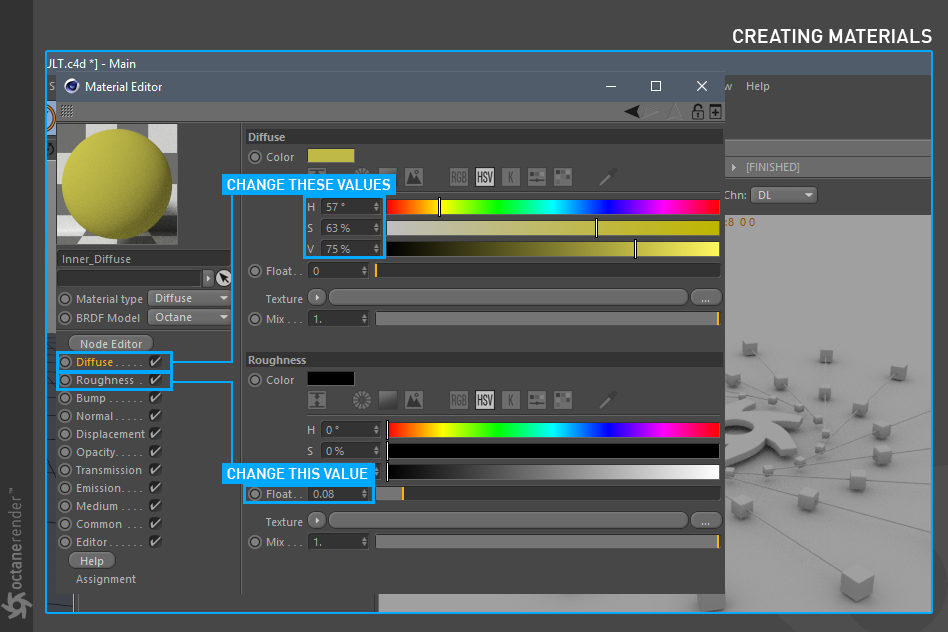 CREATING MATERIALS
JLT.c4d *] - Main
S
Material Editor
w Help
Diffuse
Color
RGB HSV K
[FINISHED]
CHANGE THESE VALUES
Chn: DL
H 57 °
S 63 %
V 75 %
:8 0 0
Inner_Diffuse
Float . . 0
Material type Diffuse
Texture ...
BRDF Model Octane
Mix . . . 1.
Node Editor
Diffuse . . . . .
Roughness
Roughness .
Color
Bump . . . . . .
RGB HSV K
Normal . . . . .
Displacement
H 0 °
Opacity. . . . .
S 0 %
Transmission
CHANGE THIS VALUE
Emission. . . .
Float . . 0.08
Medium . . . .
Common . . .
Texture ...
Editor . . . . . .
Mix . . . 1.
Help
Assignment
octanerender™